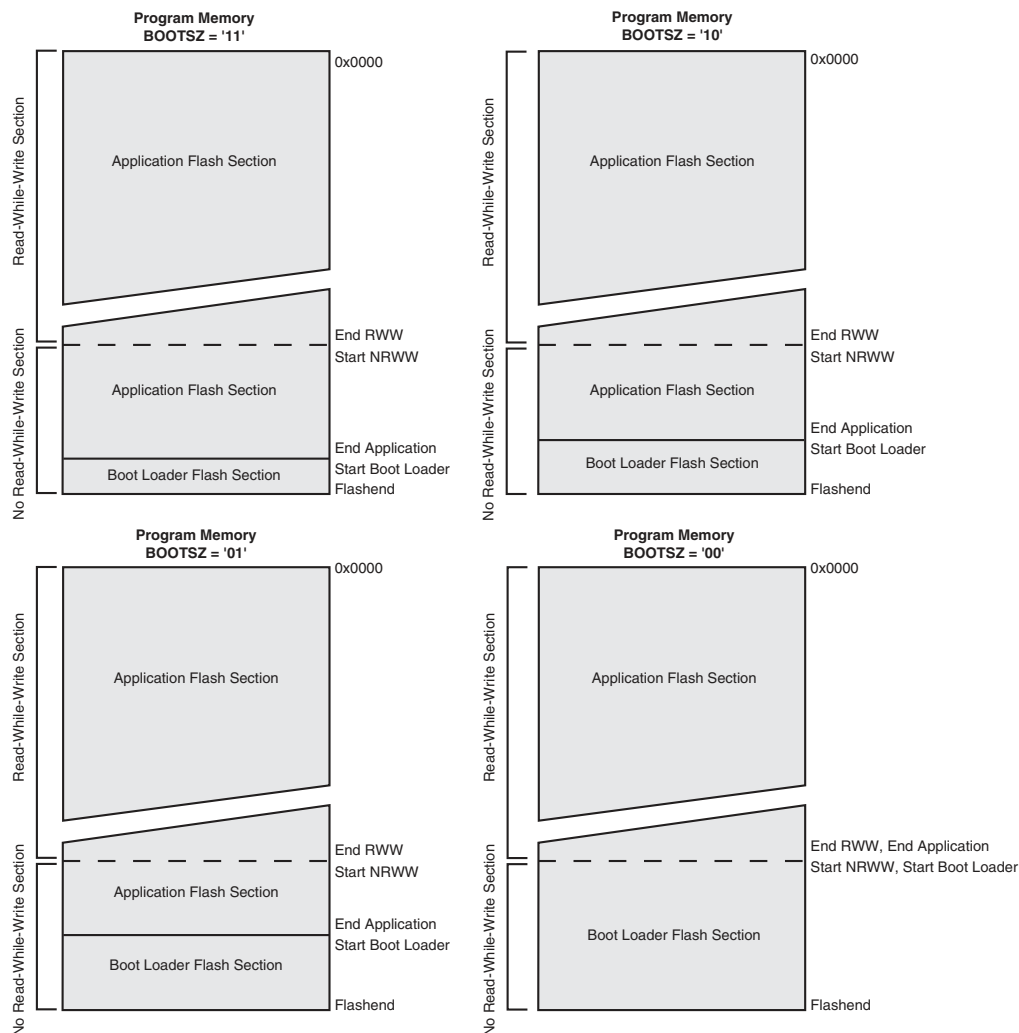 Program Memory
BOOTSZ = '11'
0x0000
Read-While-Write Section
Application Flash Section
End RWW
Start NRWW
No Read-While-Write Section
Application Flash Section
End Application
Start Boot Loader
Boot Loader Flash Section
Flashend
Program Memory
BOOTSZ = '10'
0x0000
Read-While-Write Section
Application Flash Section
End RWW
Start NRWW
No Read-While-Write Section
Application Flash Section
End Application
Start Boot Loader
Boot Loader Flash Section
Flashend
Program Memory
BOOTSZ = '01'
0x0000
Read-While-Write Section
Application Flash Section
End RWW
Start NRWW
No Read-While-Write Section
Application Flash Section
End Application
Start Boot Loader
Boot Loader Flash Section
Flashend
Program Memory
BOOTSZ = '00'
0x0000
Read-While-Write Section
Application Flash Section
End RWW, End Application
Start NRWW, Start Boot Loader
No Read-While-Write Section
Boot Loader Flash Section
Flashend